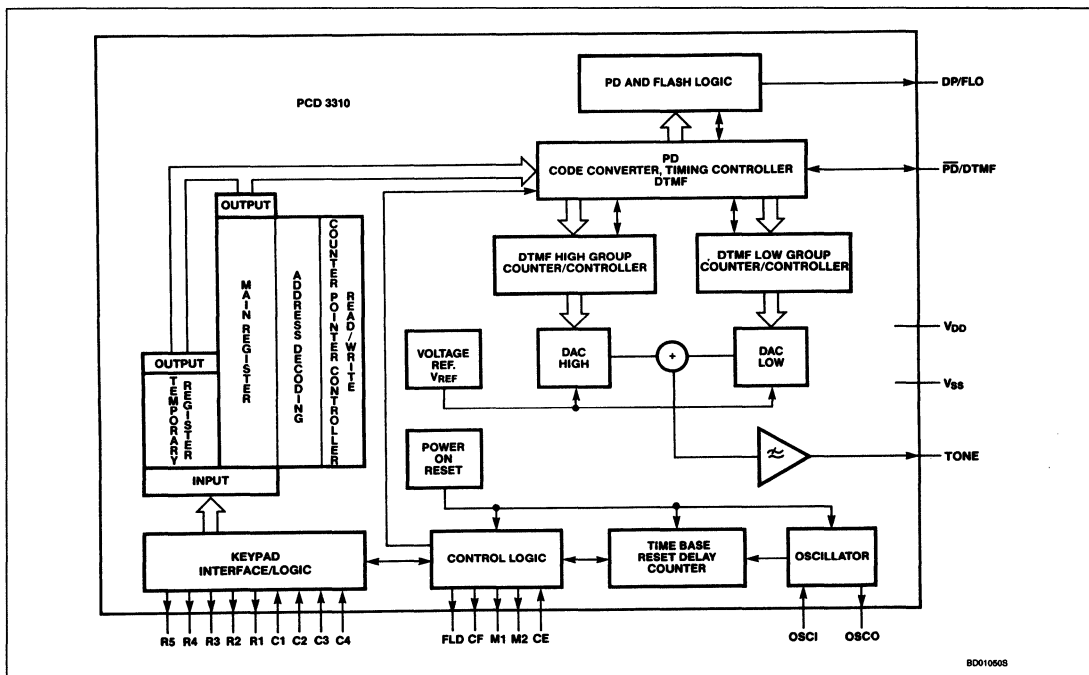 PCD 3310
PD AND FLASH LOGIC
DP/FLO
PD
CODE CONVERTER, TIMING CONTROLLER
DTMF
P̅D̅/DTMF
OUTPUT
MAIN REGISTER
ADDRESS DECODING
COUNTER POINTER CONTROLLER
READ/WRITE
DTMF HIGH GROUP
COUNTER/CONTROLLER
DTMF LOW GROUP
COUNTER/CONTROLLER
OUTPUT
TEMPORARY
REGISTER
INPUT
VOLTAGE
REF.
VREF
DAC
HIGH
+
DAC
LOW
VDD
VSS
POWER
ON
RESET
TONE
KEYPAD
INTERFACE/LOGIC
CONTROL LOGIC
TIME BASE
RESET DELAY
COUNTER
OSCILLATOR
R5 R4 R3 R2 R1 C1 C2 C3 C4
FLD CF M1 M2 CE
OSCI OSCO
BD01050S